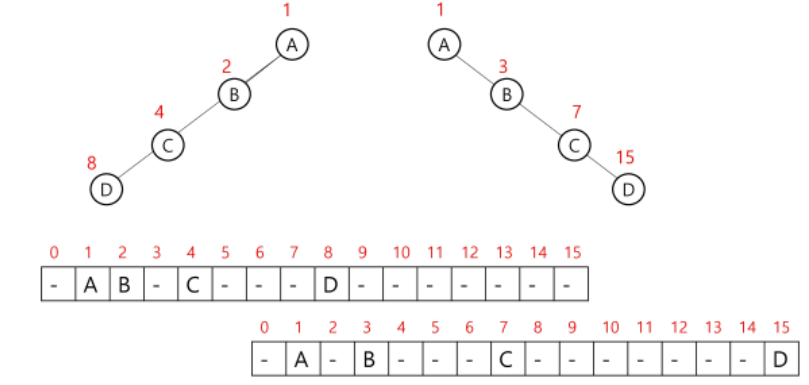 1 1
A A
2 3
B B
4 7
C C
8 15
D D
0 1 2 3 4 5 6 7 8 9 10 11 12 13 14 15
- A B - C - - - D - - - - - - -
0 1 2 3 4 5 6 7 8 9 10 11 12 13 14 15
- A - B - - - C - - - - - - - D